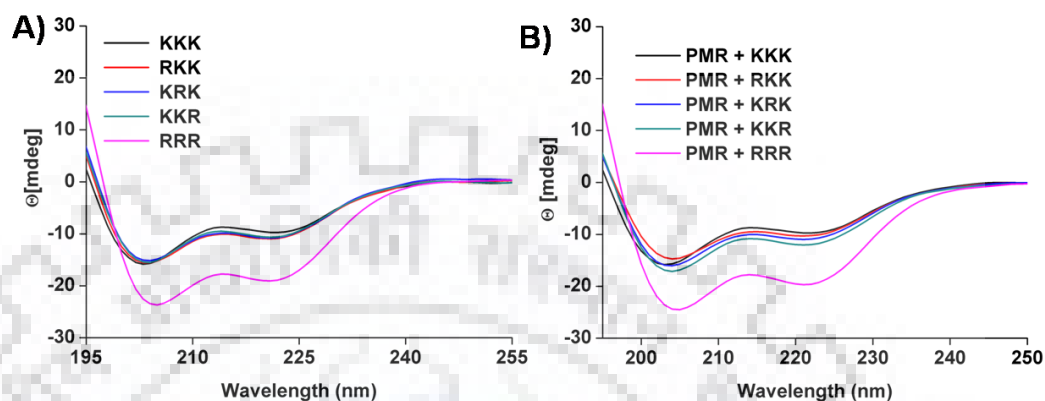 A)
30
20
10
0
-10
-20
-30
Θ[mdeg]
KKK
RKK
KRK
KKR
RRR
195
210
225
240
255
Wavelength (nm)
B)
30
20
10
0
-10
-20
-30
Θ [mdeg]
PMR + KKK
PMR + RKK
PMR + KRK
PMR + KKR
PMR + RRR
200
210
220
230
240
250
Wavelength (nm)